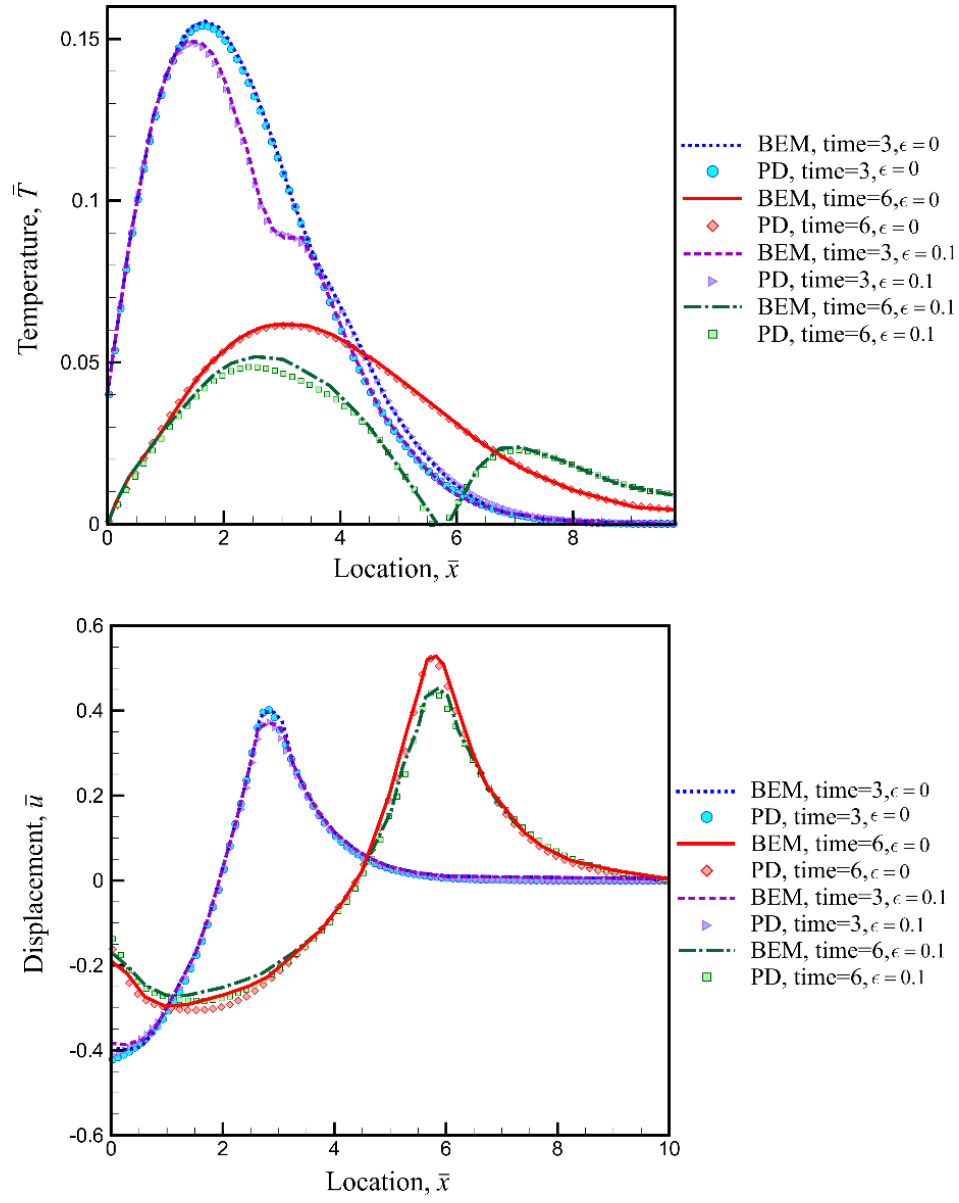 0.15
0.1
0.05
0
Temperature, T̄
0 2 4 6 8
Location, x̄
BEM, time=3,ϵ = 0
PD, time=3,ϵ = 0
BEM, time=6,ϵ = 0
PD, time=6,ϵ = 0
BEM, time=3,ϵ = 0.1
PD, time=3,ϵ = 0.1
BEM, time=6,ϵ = 0.1
PD, time=6,ϵ = 0.1
0.6
0.4
0.2
0
-0.2
-0.4
-0.6
Displacement, ū
0 2 4 6 8 10
Location, x̄
BEM, time=3,ϵ = 0
PD, time=3,ϵ = 0
BEM, time=6,ϵ = 0
PD, time=6,ϵ = 0
BEM, time=3,ϵ = 0.1
PD, time=3,ϵ = 0.1
BEM, time=6,ϵ = 0.1
PD, time=6,ϵ = 0.1